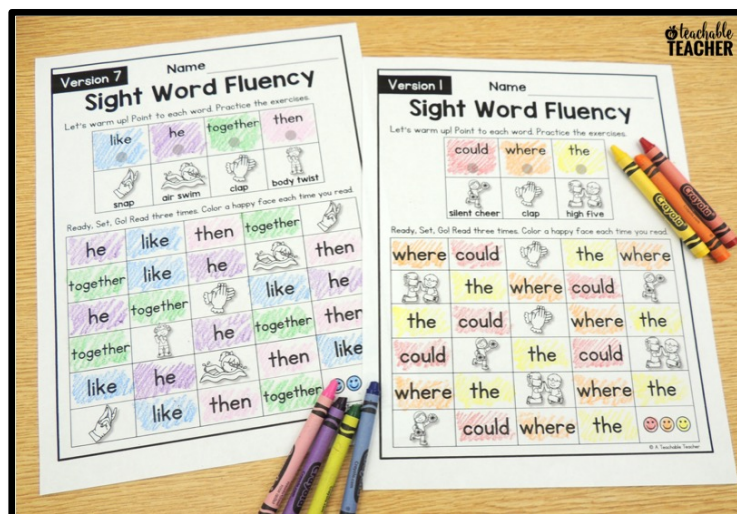 a teachable
TEACHER
Version 7
Name
Sight Word Fluency
Let's warm up! Point to each word. Practice the exercises.
like he together then
snap air swim clap body twist
Ready, Set, Go! Read three times. Color a happy face each time you read.
he like then together
together like he then
he together like he
together he together then
like he then like
like then together
Version 1
Name
Sight Word Fluency
Let's warm up! Point to each word. Practice the exercises.
could where the
silent cheer clap high five
Ready, Set, Go! Read three times. Color a happy face each time you read.
where could the where
the where could
the could where the
could the could
where the where the
could where the
© A Teachable Teacher
Crayola
Crayola